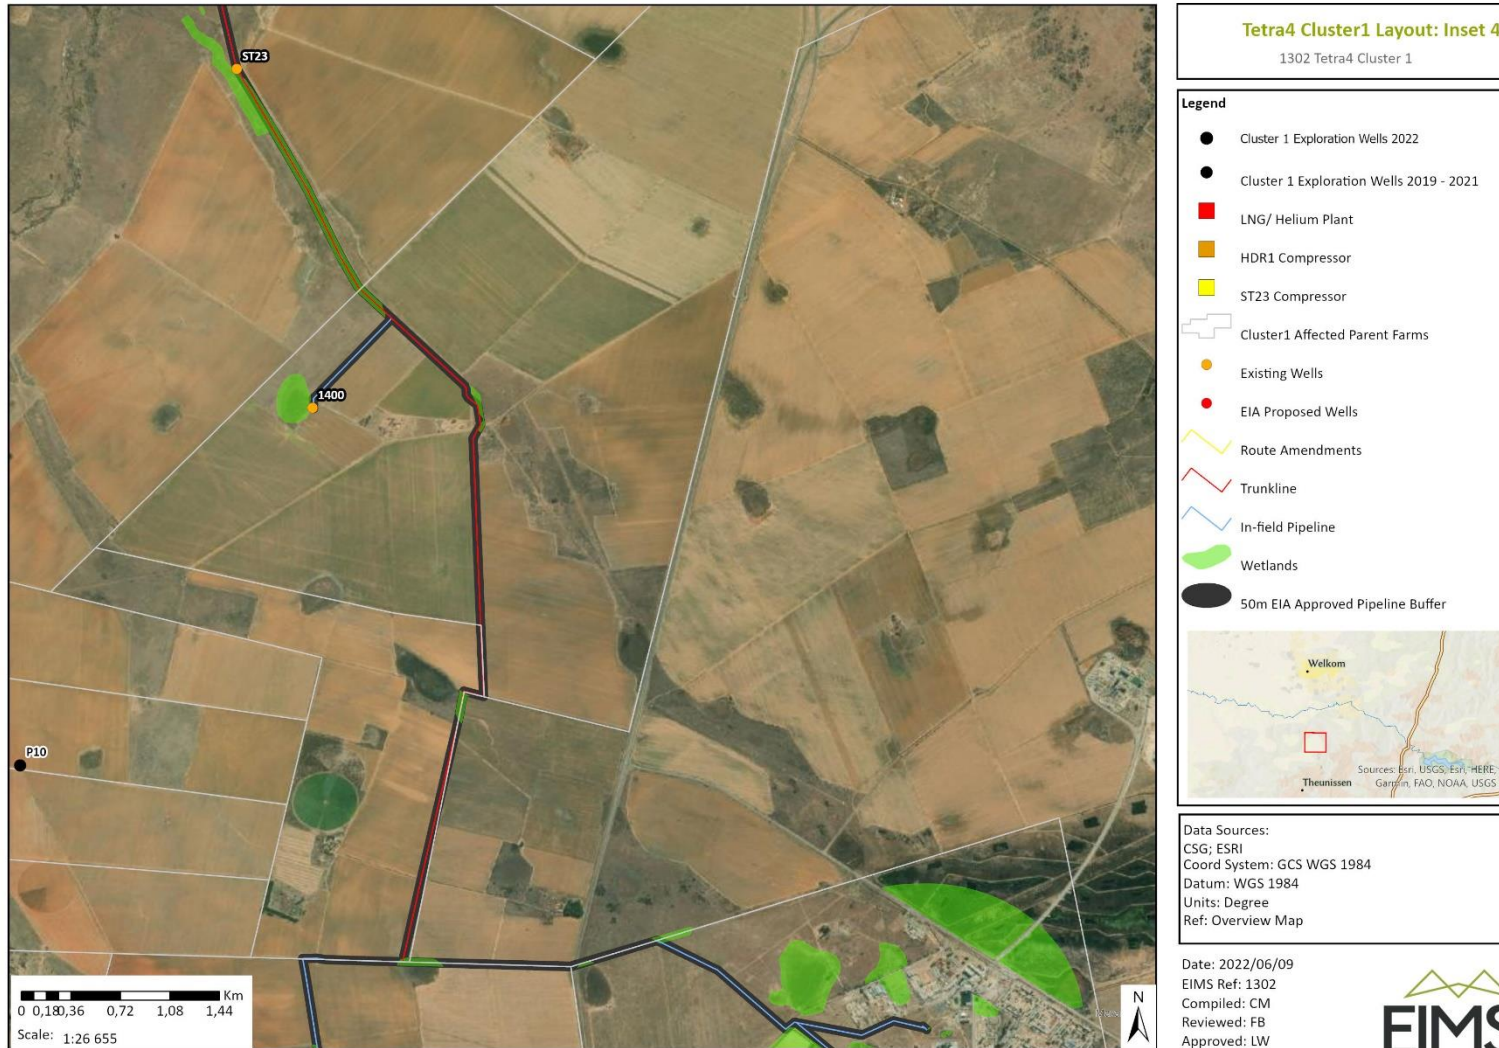 Tetra4 Cluster1 Layout: Inset 4
1302 Tetra4 Cluster 1
Legend
Cluster 1 Exploration Wells 2022
Cluster 1 Exploration Wells 2019 - 2021
LNG/ Helium Plant
HDR1 Compressor
ST23 Compressor
Cluster1 Affected Parent Farms
Existing Wells
EIA Proposed Wells
Route Amendments
Trunkline
In-field Pipeline
Wetlands
50m EIA Approved Pipeline Buffer
Welkom
Theunissen
Sources: Esri, USGS, Esri, HERE,
Garmin, FAO, NOAA, USGS
Data Sources:
CSG; ESRI
Coord System: GCS WGS 1984
Datum: WGS 1984
Units: Degree
Ref: Overview Map
Date: 2022/06/09
EIMS Ref: 1302
Compiled: CM
Reviewed: FB
Approved: LW
EIMS
ST23
1400
P10
Km
0 0,18 0,36 0,72 1,08 1,44
Scale: 1:26 655
N